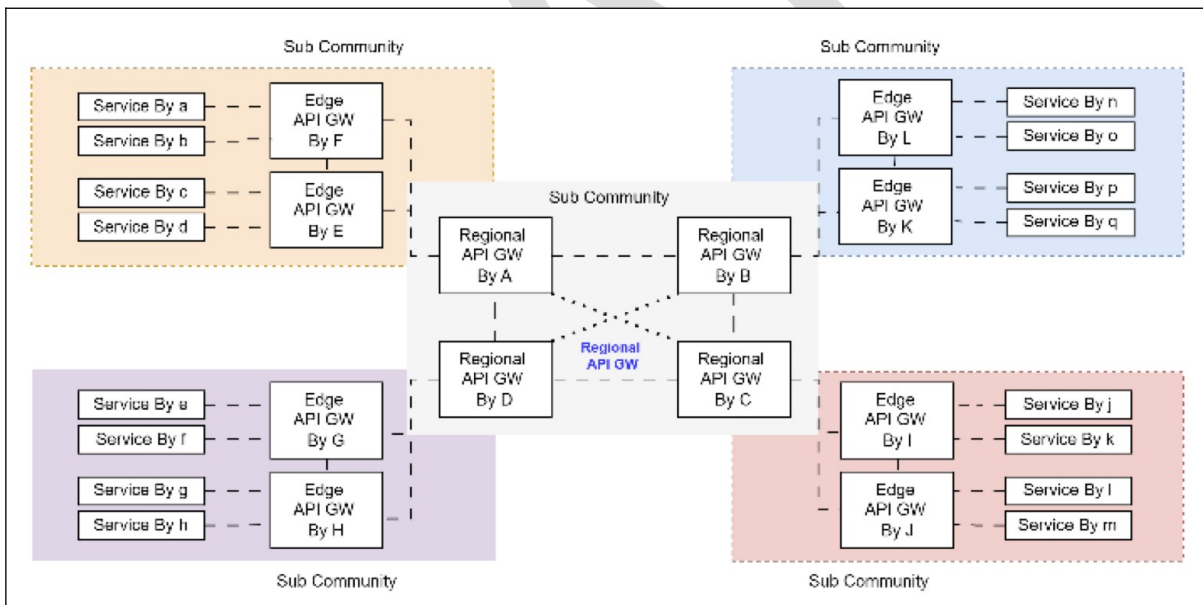 Sub Community
Sub Community
Service By a
Service By b
Edge
API GW
By F
Service By c
Service By d
Edge
API GW
By E
Edge
API GW
By L
Service By n
Service By o
Edge
API GW
By K
Service By p
Service By q
Sub Community
Regional
API GW
By A
Regional
API GW
By B
Regional
API GW
By D
Regional
API GW
Regional
API GW
By C
Service By e
Service By f
Edge
API GW
By G
Service By g
Service By h
Edge
API GW
By H
Edge
API GW
By I
Service By j
Service By k
Edge
API GW
By J
Service By l
Service By m
Sub Community
Sub Community